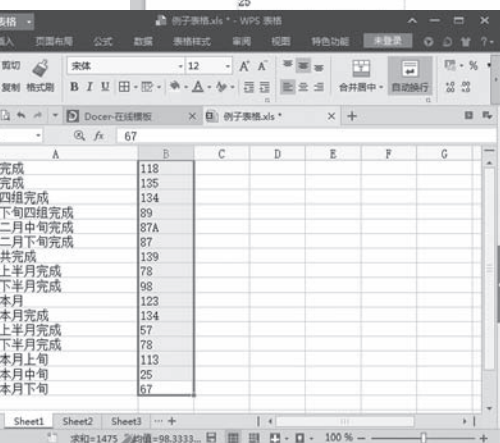 25
表格
例子表格.xls * - WPS 表格
插入 页面布局 公式 数据 表格样式 审阅 视图 特色功能 未登录
剪切 复制 格式刷
宋体 12
B I U
合并居中 自动换行
Docer-在线模板
例子表格.xls *
fx 67
A B C D E F G
完成 118
完成 135
四组完成 134
下旬四组完成 89
二月中旬完成 87A
二月下旬完成 87
共完成 139
上半月完成 78
下半月完成 98
本月 123
本月完成 134
上半月完成 57
下半月完成 78
本月上旬 113
本月中旬 25
本月下旬 67
Sheet1 Sheet2 Sheet3 ··· +
求和=1475 平均值=98.3333... 100 %